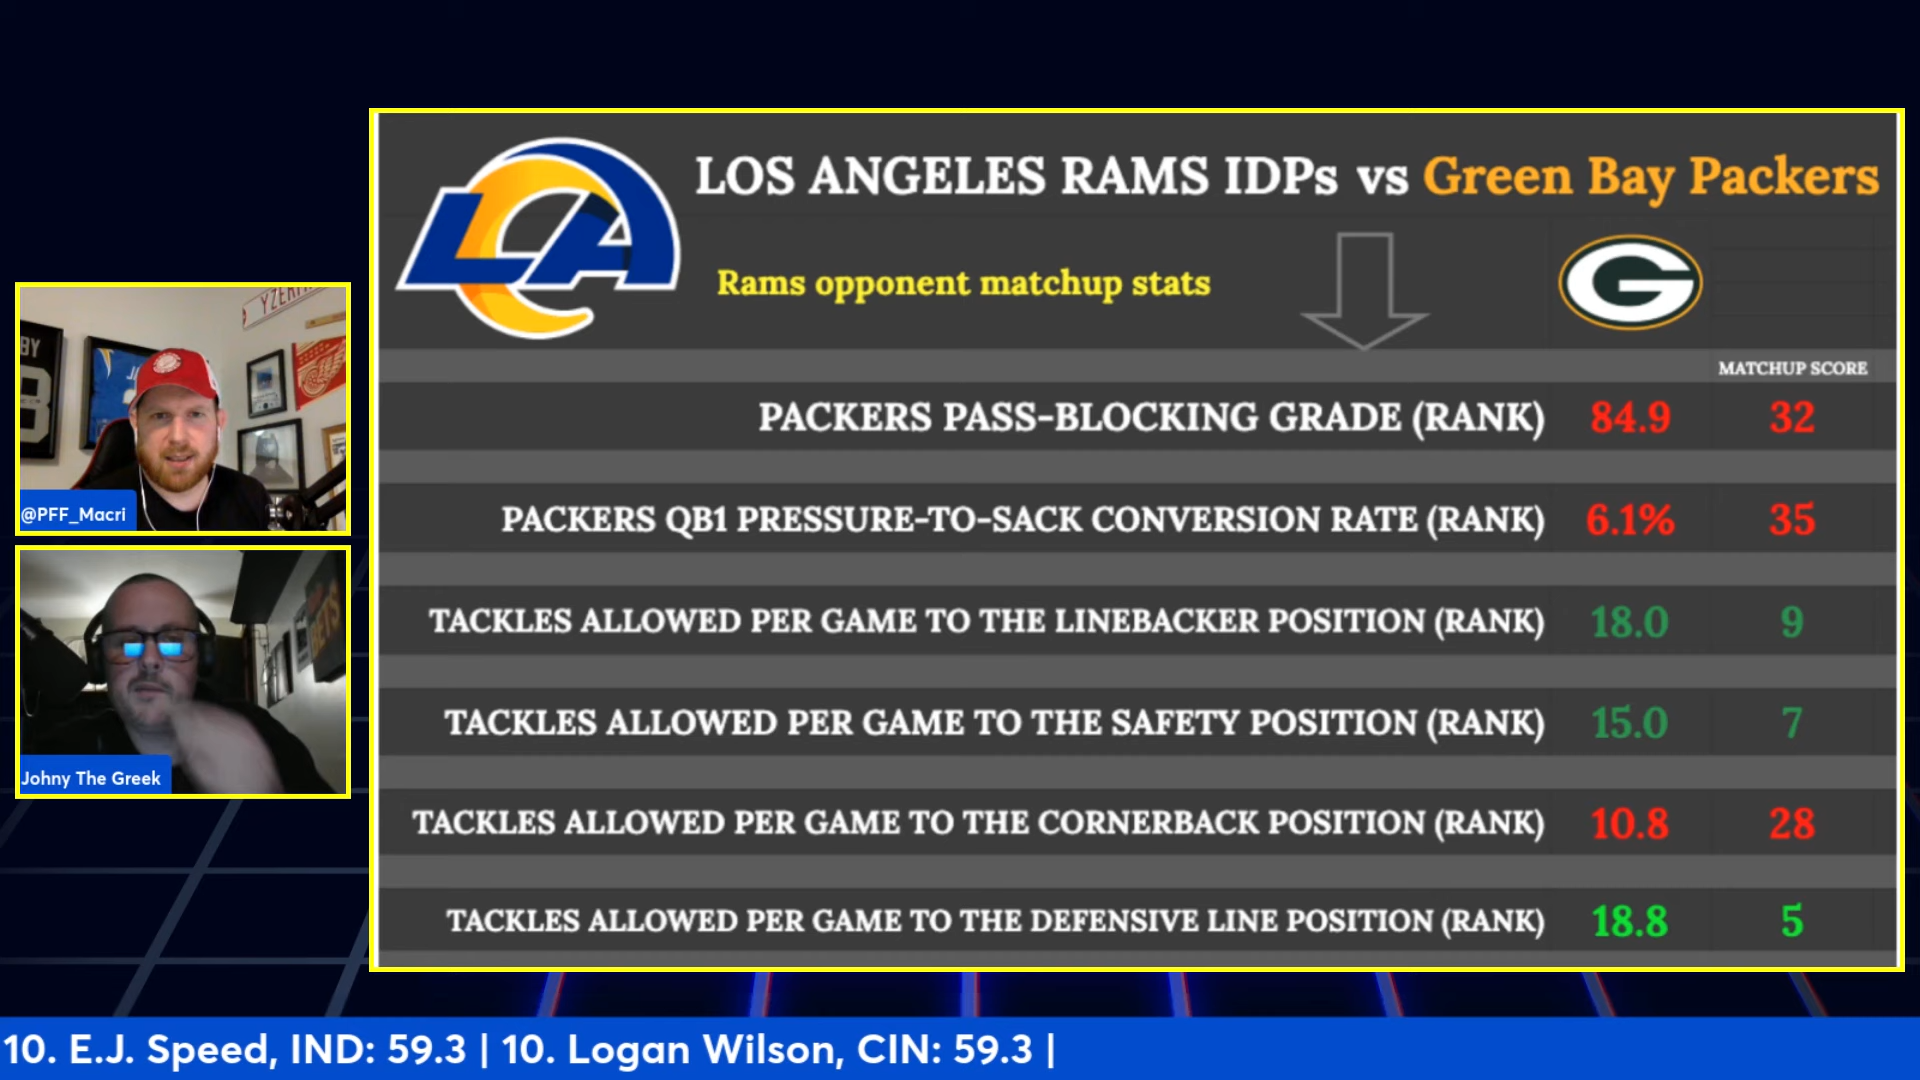 LOS ANGELES RAMS IDPs vs Green Bay Packers
Rams opponent matchup stats
MATCHUP SCORE
PACKERS PASS-BLOCKING GRADE (RANK) 84.9 32
PACKERS QB1 PRESSURE-TO-SACK CONVERSION RATE (RANK) 6.1% 35
TACKLES ALLOWED PER GAME TO THE LINEBACKER POSITION (RANK) 18.0 9
TACKLES ALLOWED PER GAME TO THE SAFETY POSITION (RANK) 15.0 7
TACKLES ALLOWED PER GAME TO THE CORNERBACK POSITION (RANK) 10.8 28
TACKLES ALLOWED PER GAME TO THE DEFENSIVE LINE POSITION (RANK) 18.8 5
LA
G
@PFF_Macri
Johny The Greek
10. E.J. Speed, IND: 59.3 | 10. Logan Wilson, CIN: 59.3 |